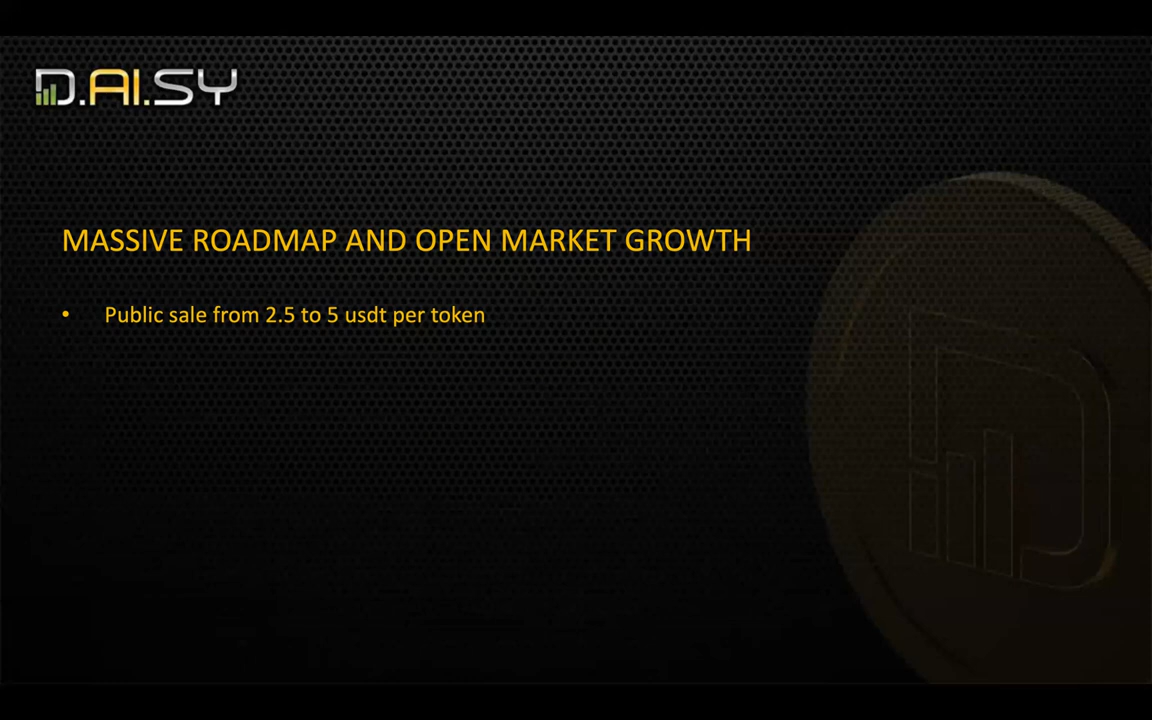 D.AI.SY
MASSIVE ROADMAP AND OPEN MARKET GROWTH
• Public sale from 2.5 to 5 usdt per token